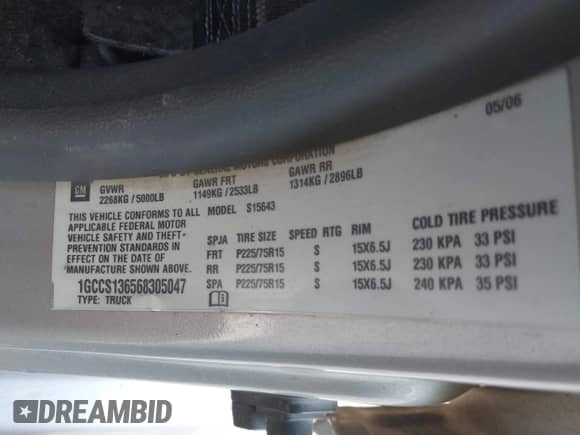 05/06
MOTORS CORPORATION
GM
GVWR GAWR FRT GAWR RR
2268KG / 5000LB 1149KG / 2533LB 1314KG / 2896LB
THIS VEHICLE CONFORMS TO ALL MODEL S15643
APPLICABLE FEDERAL MOTOR
VEHICLE SAFETY AND THEFT
PREVENTION STANDARDS IN
EFFECT ON THE DATE OF
MANUFACTURE SHOWN ABOVE.
1GCCS136568305047
TYPE: TRUCK
SPJA TIRE SIZE SPEED RTG RIM COLD TIRE PRESSURE
FRT P225/75R15 S 15X6.5J 230 KPA 33 PSI
RR P225/75R15 S 15X6.5J 230 KPA 33 PSI
SPA P225/75R15 S 15X6.5J 240 KPA 35 PSI
DREAMBID